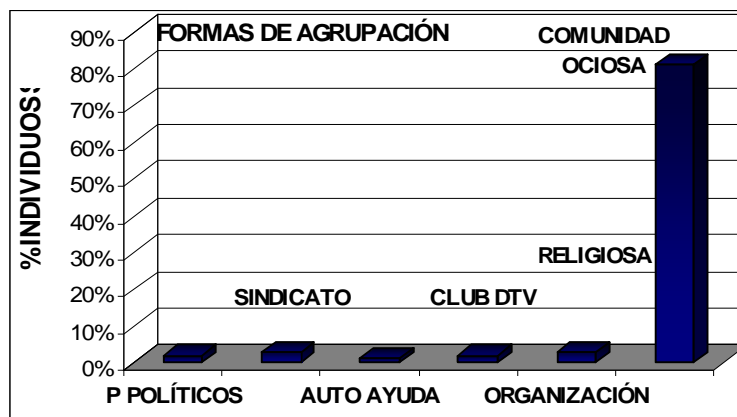 FORMAS DE AGRUPACIÓN
COMUNIDAD
OCIOSA
%INDIVIDUOSS
90%
80%
70%
60%
50%
40%
30%
20%
10%
0%
RELIGIOSA
SINDICATO
CLUB DTV
P POLÍTICOS
AUTO AYUDA
ORGANIZACIÓN